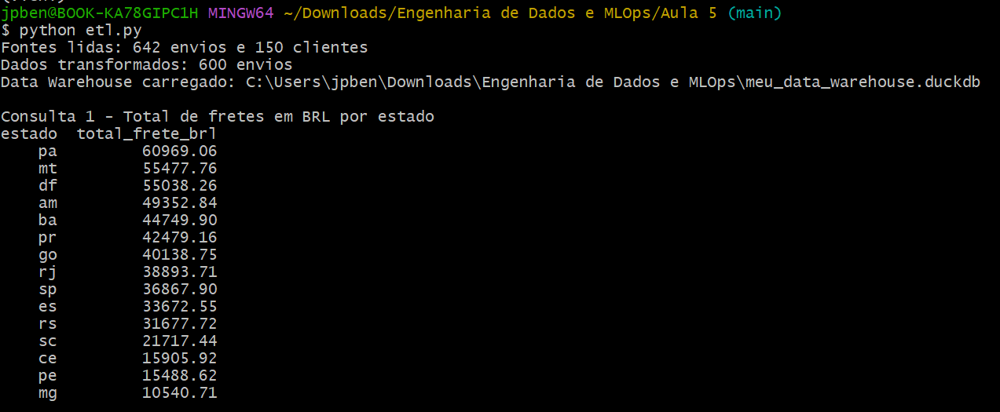 jpben@BOOK-KA78GIPC1H MINGW64 ~/Downloads/Engenharia de Dados e MLOps/Aula 5 (main)
$ python etl.py
Fontes lidas: 642 envios e 150 clientes
Dados transformados: 600 envios
Data Warehouse carregado: C:\Users\jpben\Downloads\Engenharia de Dados e MLOps\meu_data_warehouse.duckdb

Consulta 1 - Total de fretes em BRL por estado
estado  total_frete_brl
    pa         60969.06
    mt         55477.76
    df         55038.26
    am         49352.84
    ba         44749.90
    pr         42479.16
    go         40138.75
    rj         38893.71
    sp         36867.90
    es         33672.55
    rs         31677.72
    sc         21717.44
    ce         15905.92
    pe         15488.62
    mg         10540.71